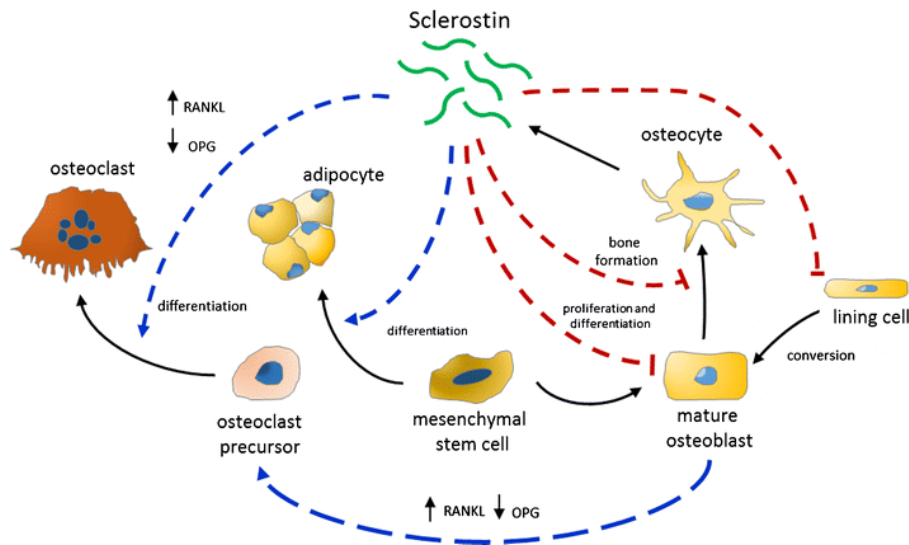 Sclerostin
↑ RANKL
↓ OPG
osteoclast
adipocyte
osteocyte
bone
formation
differentiation
proliferation and
differentiation
differentiation
lining cell
conversion
osteoclast
precursor
mesenchymal
stem cell
mature
osteoblast
↑ RANKL ↓ OPG